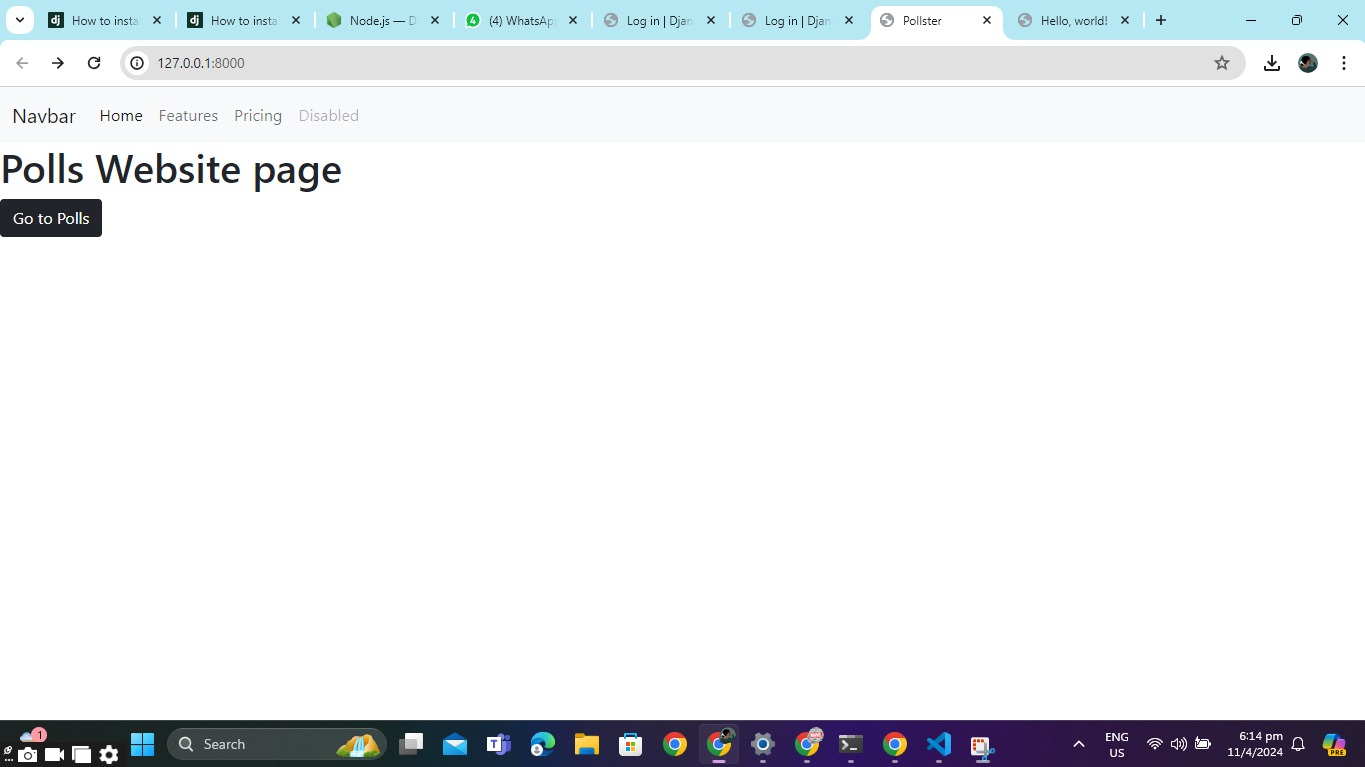 How to insta
How to insta
Node.js — D
(4) WhatsAp
Log in | Djan
Log in | Djan
Pollster
Hello, world!
127.0.0.1:8000
Navbar Home Features Pricing Disabled
Polls Website page
Go to Polls
1
Search
ENG
US
6:14 pm
11/4/2024
PRE